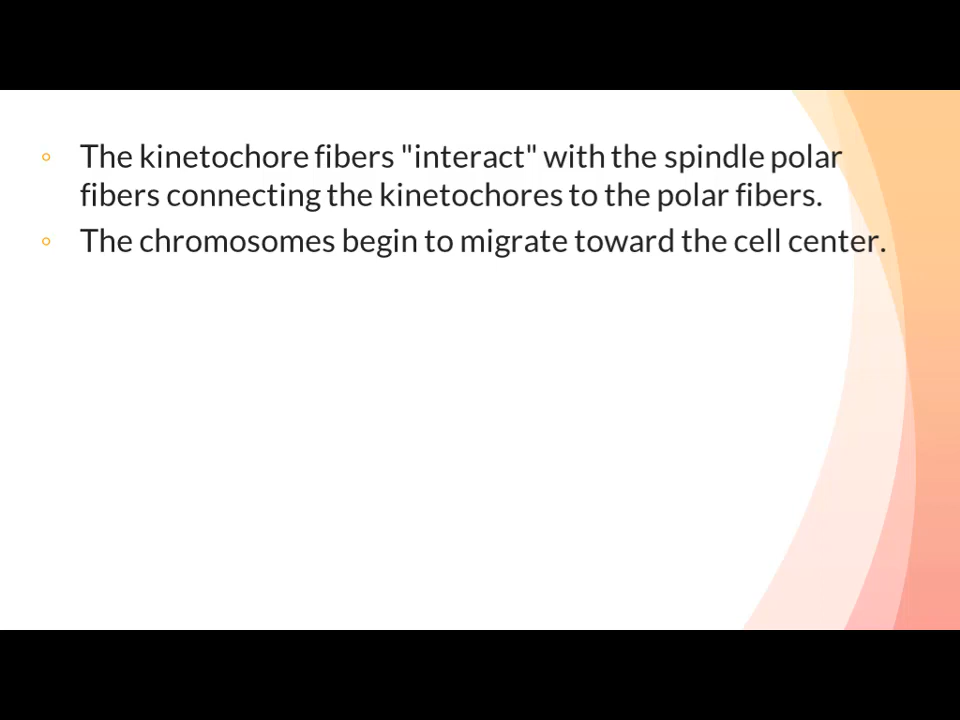 ◦ The kinetochore fibers "interact" with the spindle polar
fibers connecting the kinetochores to the polar fibers.
◦ The chromosomes begin to migrate toward the cell center.